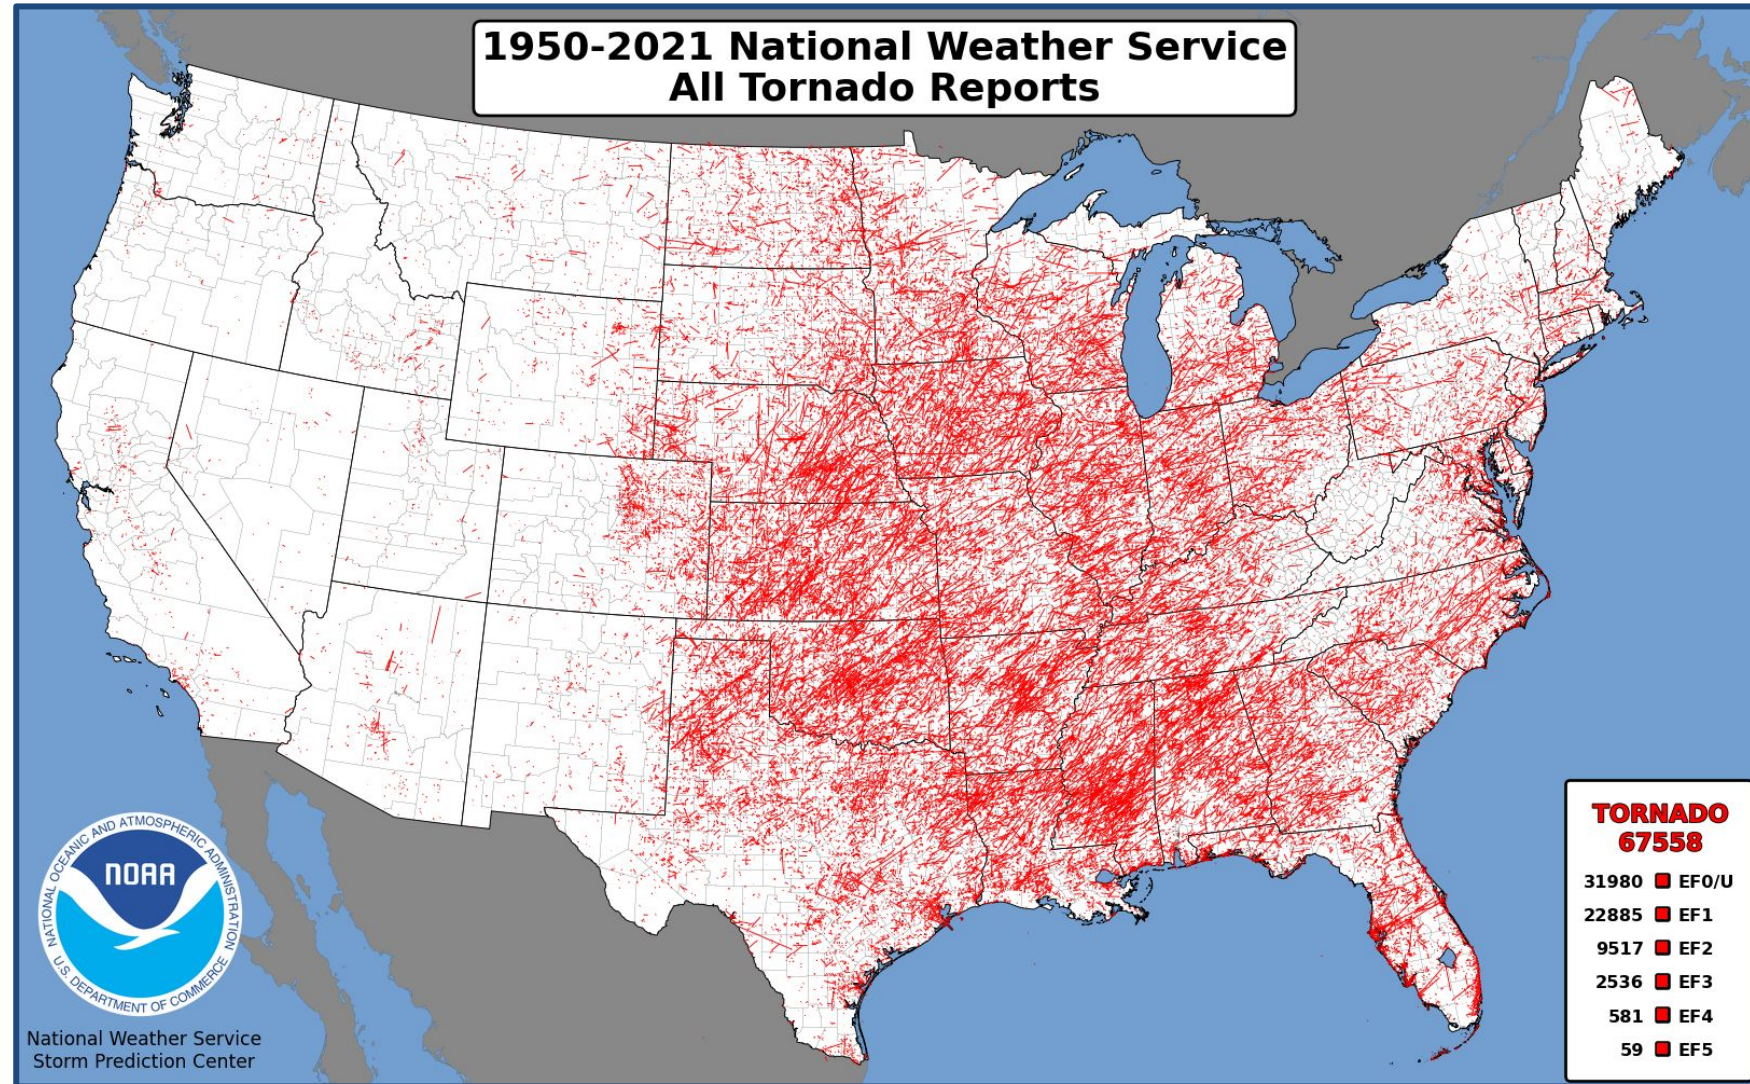 1950-2021 National Weather Service
All Tornado Reports
NATIONAL OCEANIC AND ATMOSPHERIC ADMINISTRATION
NOAA
U.S. DEPARTMENT OF COMMERCE
National Weather Service
Storm Prediction Center
TORNADO
67558
31980 EF0/U
22885 EF1
9517 EF2
2536 EF3
581 EF4
59 EF5